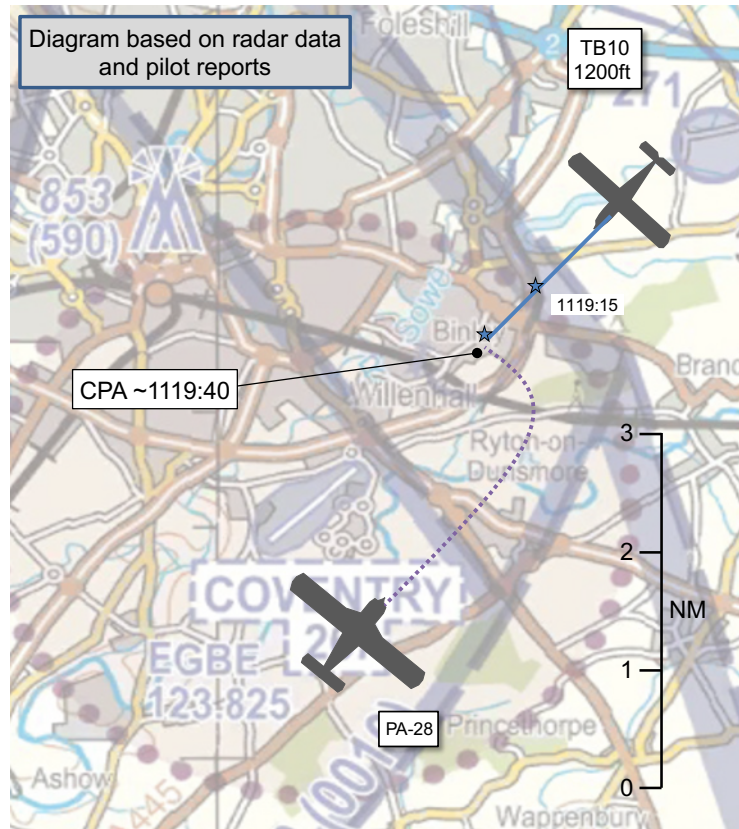 Diagram based on radar data
and pilot reports
Foleshill
2
TB10
1200ft
271
853
(590)
Sowe
1119:15
CPA ~1119:40
Willenhall
Ryton-on-
Dunsmore
3
2
NM
1
0
COVENTRY
EGBE
123.825
PA-28
Princethorpe
Ashow
A445
Wappenbury